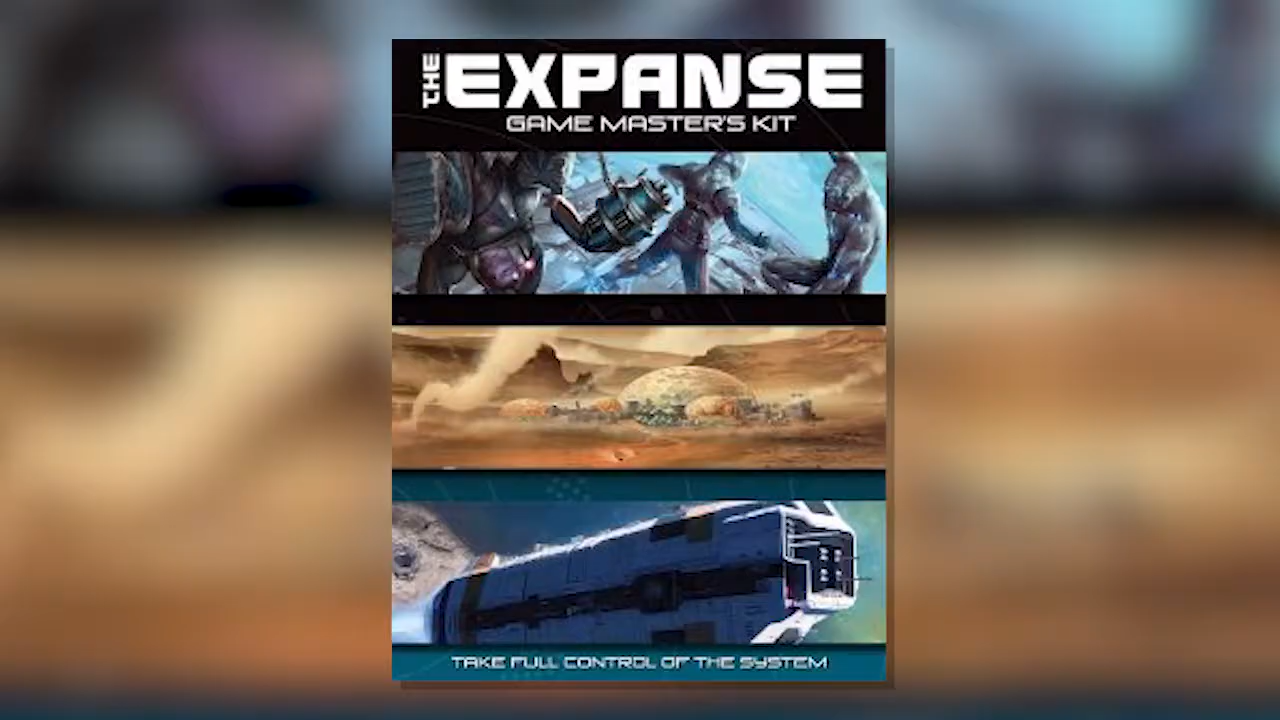 THE EXPANSE
GAME MASTER'S KIT
TAKE FULL CONTROL OF THE SYSTEM